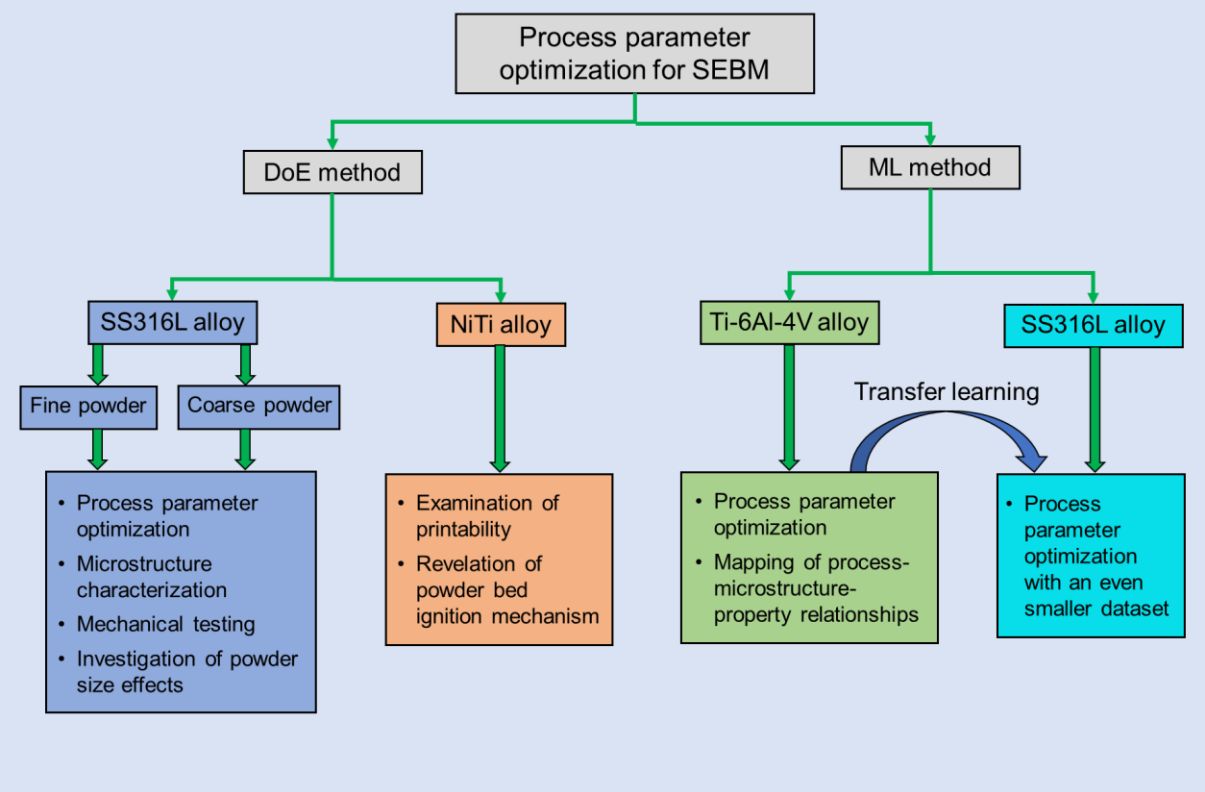 Process parameter
optimization for SEBM
DoE method
ML method
SS316L alloy
NiTi alloy
Ti-6Al-4V alloy
SS316L alloy
Fine powder
Coarse powder
Transfer learning
• Process parameter
optimization
• Microstructure
characterization
• Mechanical testing
• Investigation of powder
size effects
• Examination of
printability
• Revelation of
powder bed
ignition mechanism
• Process parameter
optimization
• Mapping of process-
microstructure-
property relationships
• Process
parameter
optimization
with an even
smaller dataset